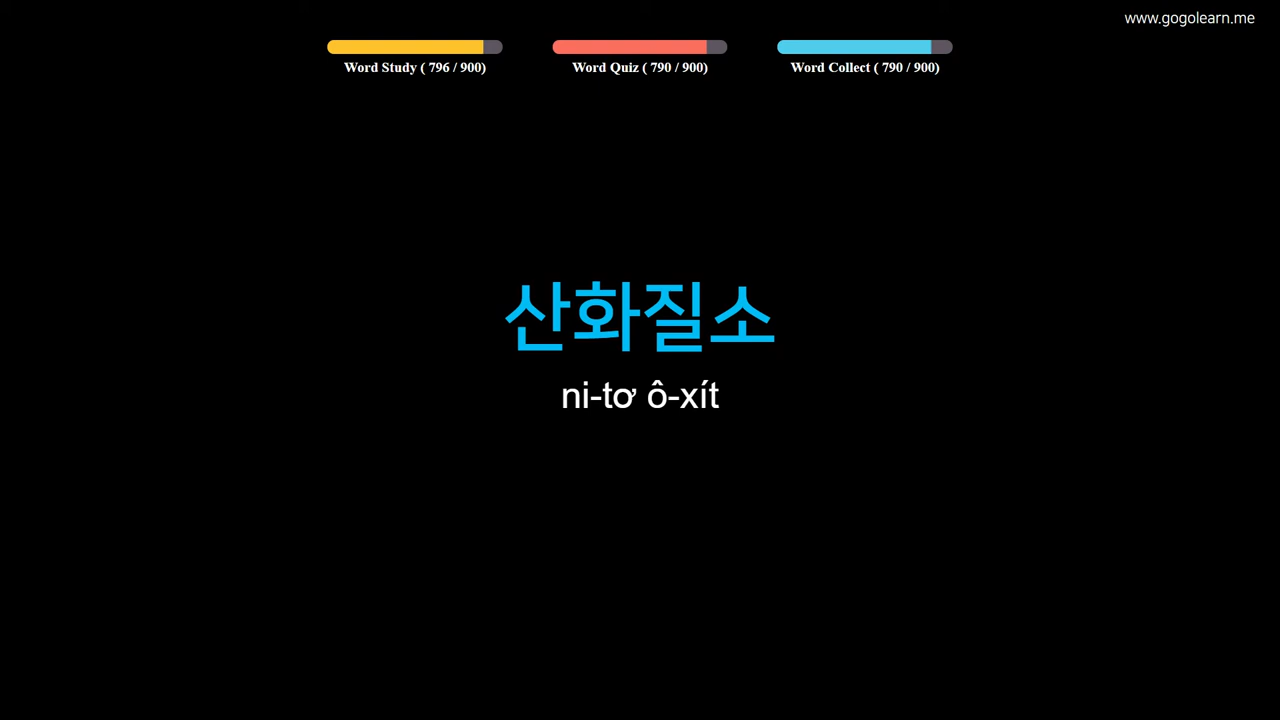 www.gogolearn.me
Word Study ( 796 / 900)
Word Quiz ( 790 / 900)
Word Collect ( 790 / 900)
산화질소
ni-tơ ô-xít